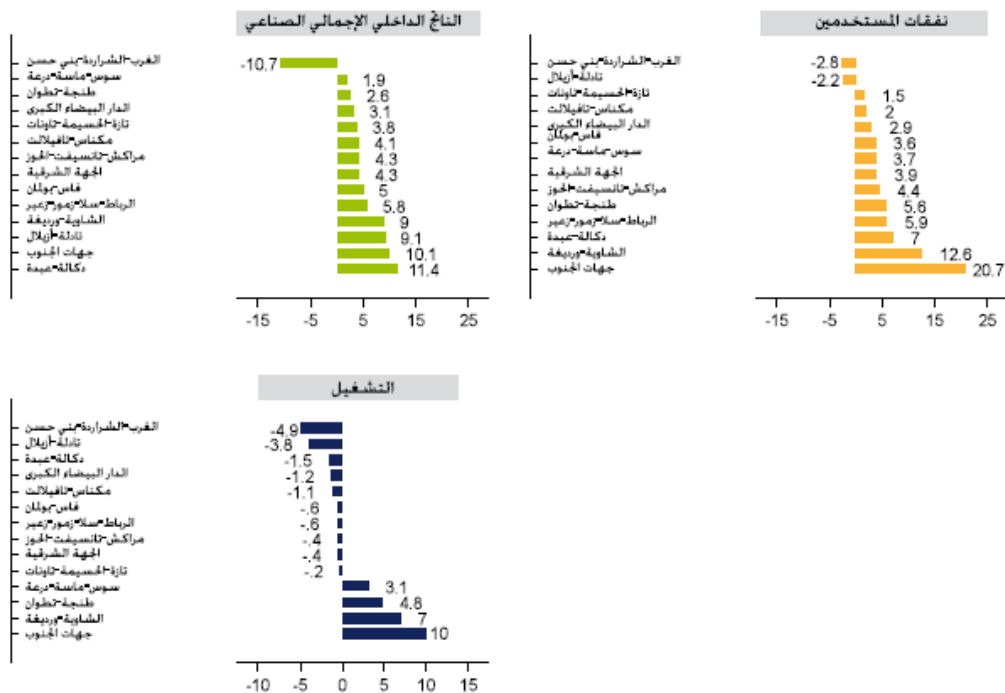 الناتج الداخلي الإجمالي الصناعي
الغرب-الشراردة-بني حسن -10.7
سوس-ماسة-درعة 1.9
طنجة-تطوان 2.6
الدار البيضاء الكبرى 3.1
تازة-الحسيمة-تاونات 3.8
مكناس-تافيلالت 4.1
مراكش-تانسيفت-الحوز 4.3
الجهة الشرقية 4.3
فاس-بولمان 5
الرباط-سلا-زمور-زعير 5.8
الشاوية-ورديغة 9
تادلة-أزيلال 9.1
جهات الجنوب 10.1
دكالة-عبدة 11.4
-15 -5 5 15 25
نفقات المستخدمين
الغرب-الشراردة-بني حسن -2.8
تادلة-أزيلال -2.2
تازة-الحسيمة-تاونات 1.5
مكناس-تافيلالت 2
الدار البيضاء الكبرى 2.9
فاس-بولمان 3.6
سوس-ماسة-درعة 3.7
الجهة الشرقية 3.9
مراكش-تانسيفت-الحوز 4.4
طنجة-تطوان 5.6
الرباط-سلا-زمور-زعير 5.9
دكالة-عبدة 7
الشاوية-ورديغة 12.6
جهات الجنوب 20.7
-15 -5 5 15 25
التشغيل
الغرب-الشراردة-بني حسن -4.9
تادلة-أزيلال -3.8
دكالة-عبدة -1.5
الدار البيضاء الكبرى -1.2
مكناس-تافيلالت -1.1
فاس-بولمان -.6
الرباط-سلا-زمور-زعير -.6
مراكش-تانسيفت-الحوز -.4
الجهة الشرقية -.4
تازة-الحسيمة-تاونات -.2
سوس-ماسة-درعة 3.1
طنجة-تطوان 4.8
الشاوية-ورديغة 7
جهات الجنوب 10
-10 -5 0 5 10 15